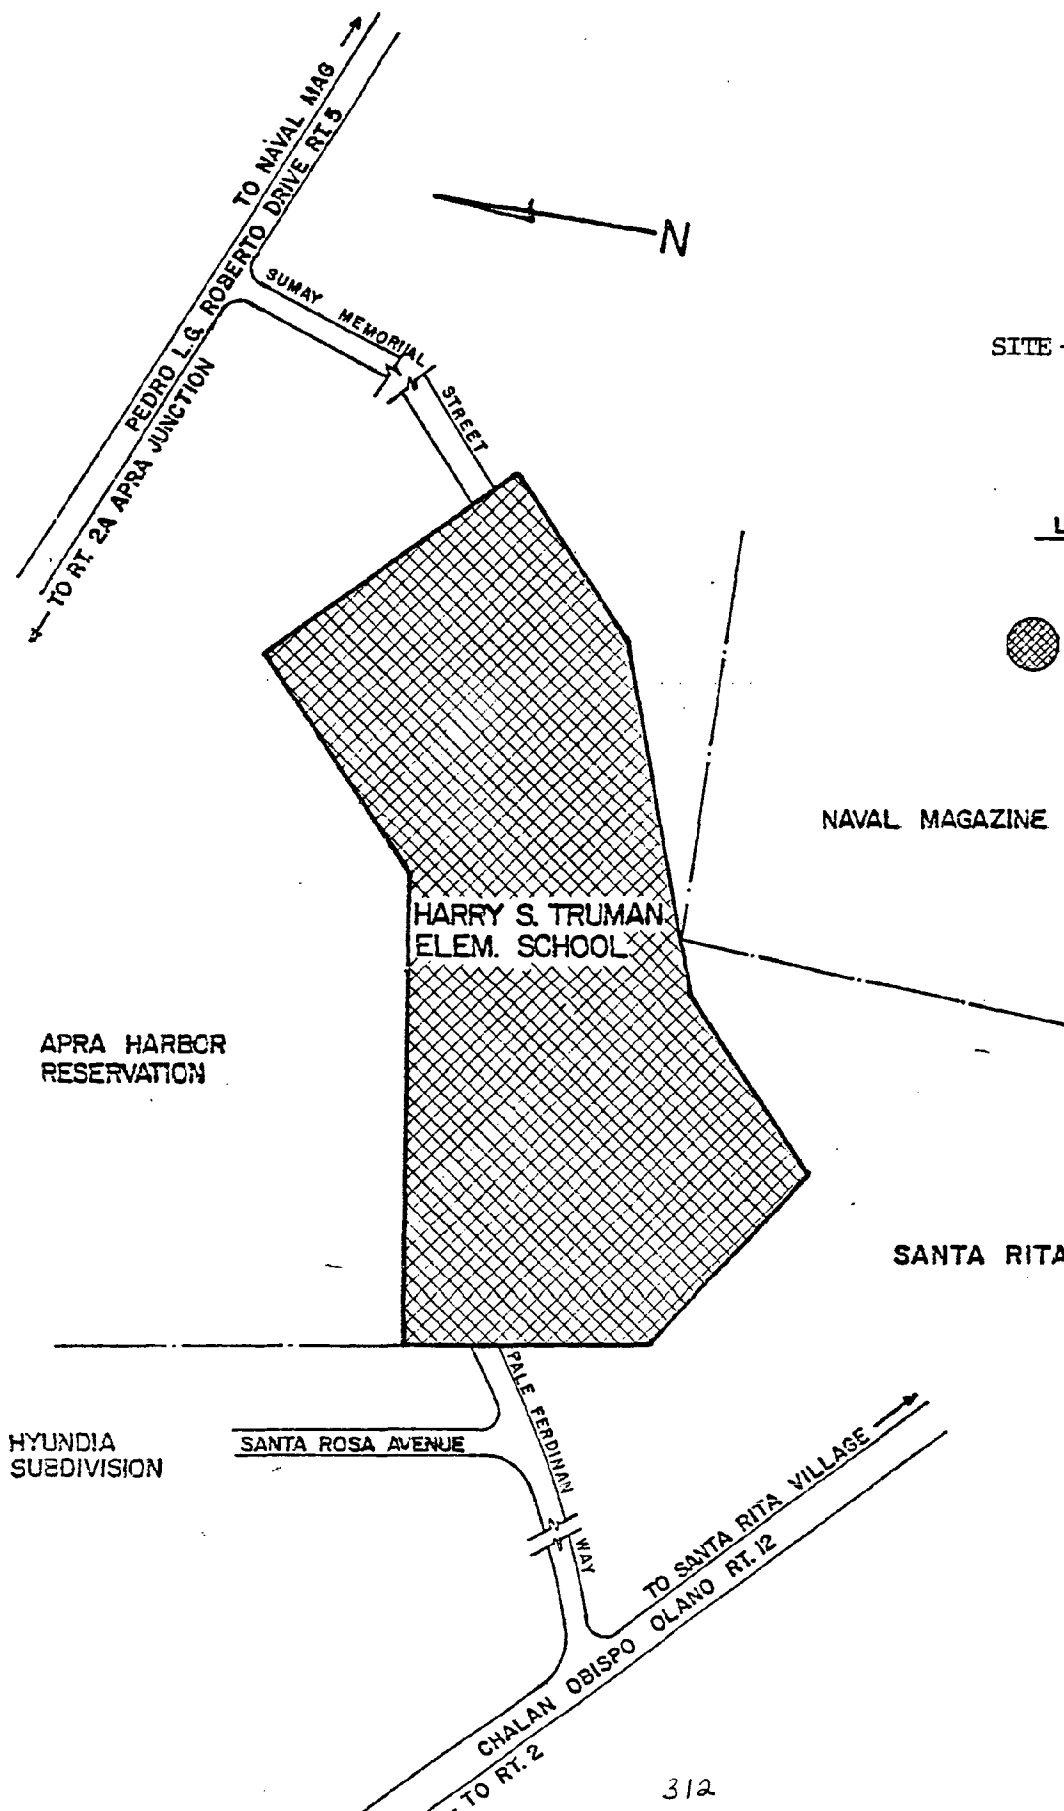 TO NAVAL MAG
PEDRO L.G. ROBERTO DRIVE RT. 5
TO RT. 2A APRA JUNCTION
SUMAY MEMORIAL STREET
N
SITE
L
NAVAL MAGAZINE
HARRY S. TRUMAN
ELEM. SCHOOL
APRA HARBOR
RESERVATION
SANTA RITA
HYUNDIA
SUBDIVISION
SANTA ROSA AVENUE
PALE FERDINAN WAY
TO SANTA RITA VILLAGE
CHALAN OBISPO OLANO RT. 12
TO RT. 2
312